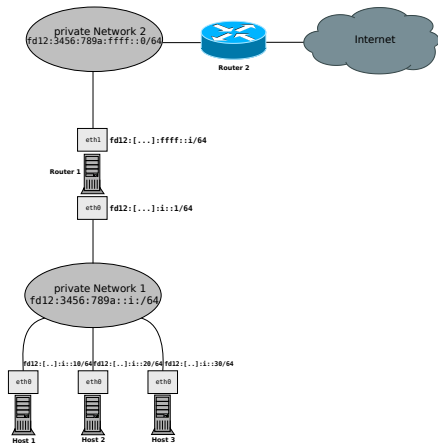 private Network 2
fd12:3456:789a:ffff::0/64
Internet
Router 2
eth1
fd12:[...]:ffff::i/64
Router 1
eth0
fd12:[...]:i::1/64
private Network 1
fd12:3456:789a::i:/64
fd12:[..]:i::10/64
fd12:[..]:i::20/64
fd12:[..]:i::30/64
eth0
eth0
eth0
Host 1
Host 2
Host 3